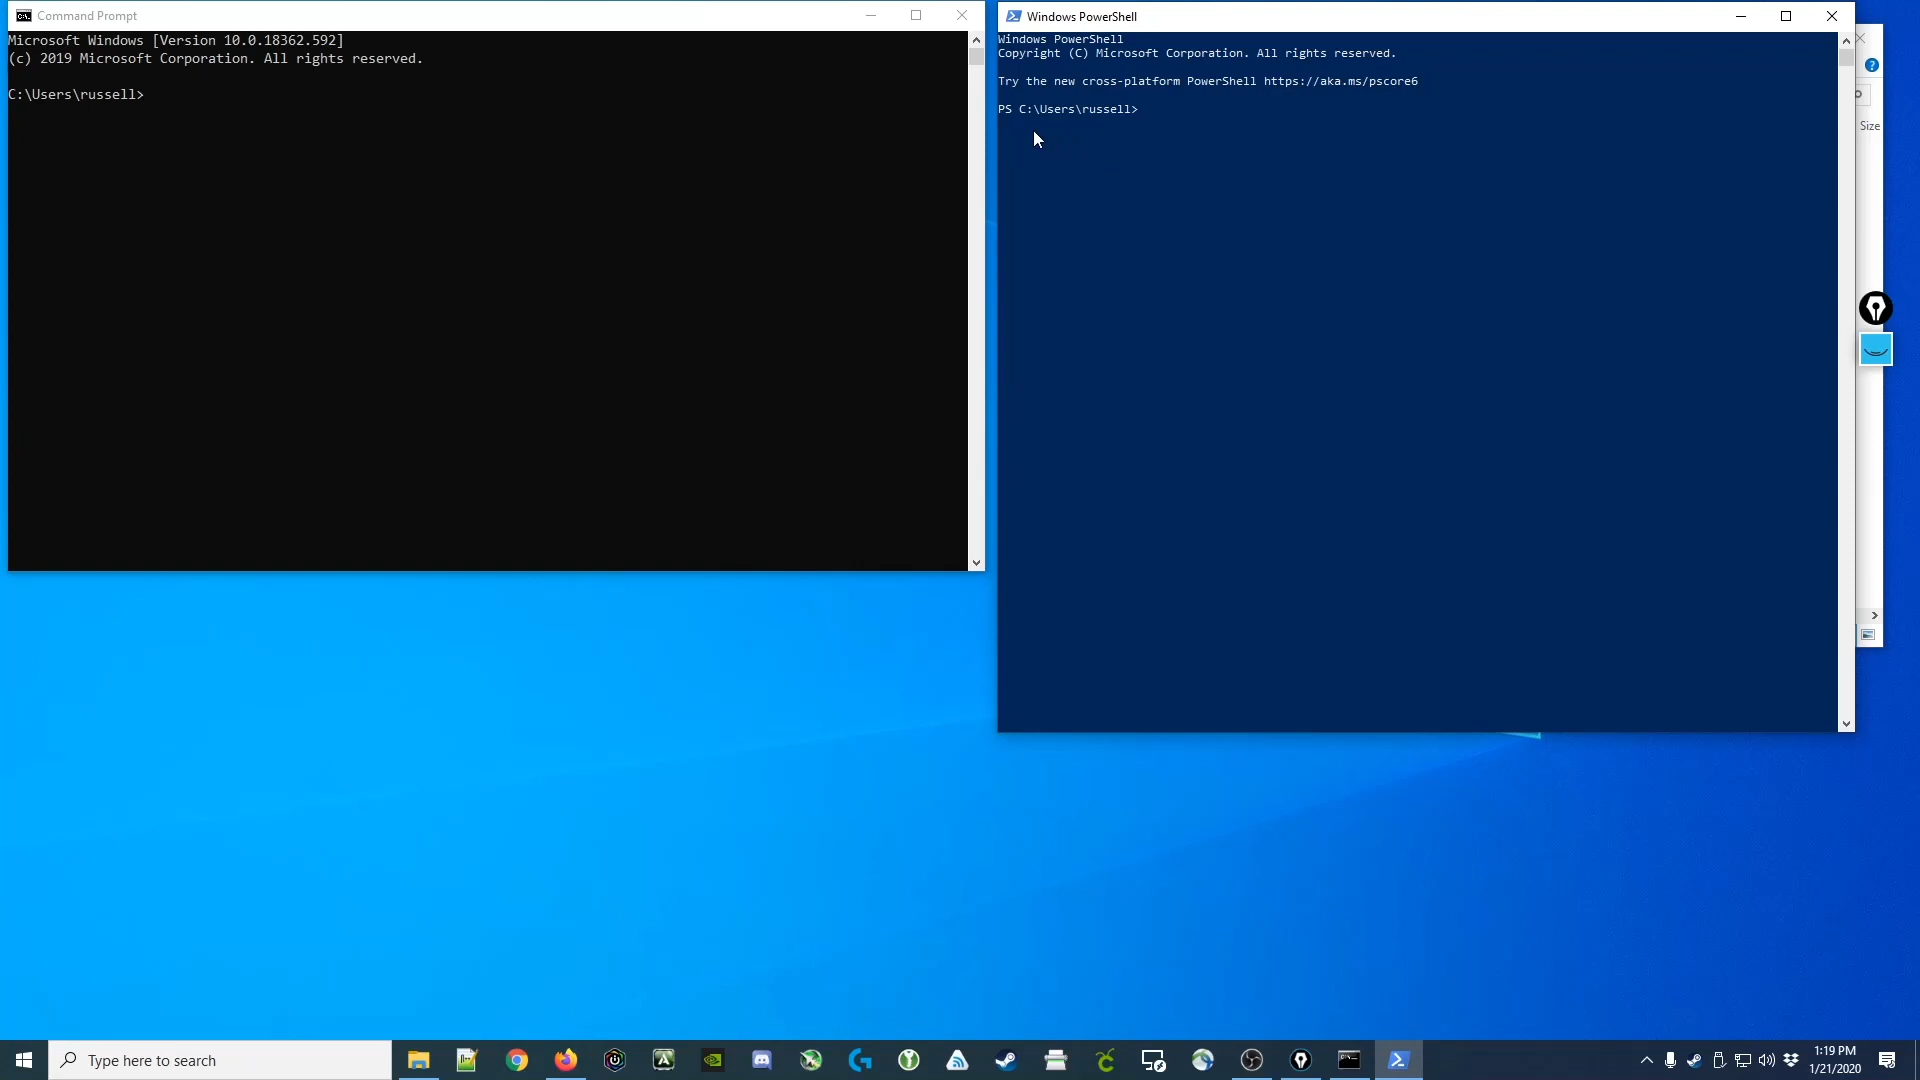 Command Prompt
Microsoft Windows [Version 10.0.18362.592]
(c) 2019 Microsoft Corporation. All rights reserved.
C:\Users\russell>
Windows PowerShell
Windows PowerShell
Copyright (C) Microsoft Corporation. All rights reserved.
Try the new cross-platform PowerShell https://aka.ms/pscore6
PS C:\Users\russell>
Size
Type here to search
1:19 PM
1/21/2020